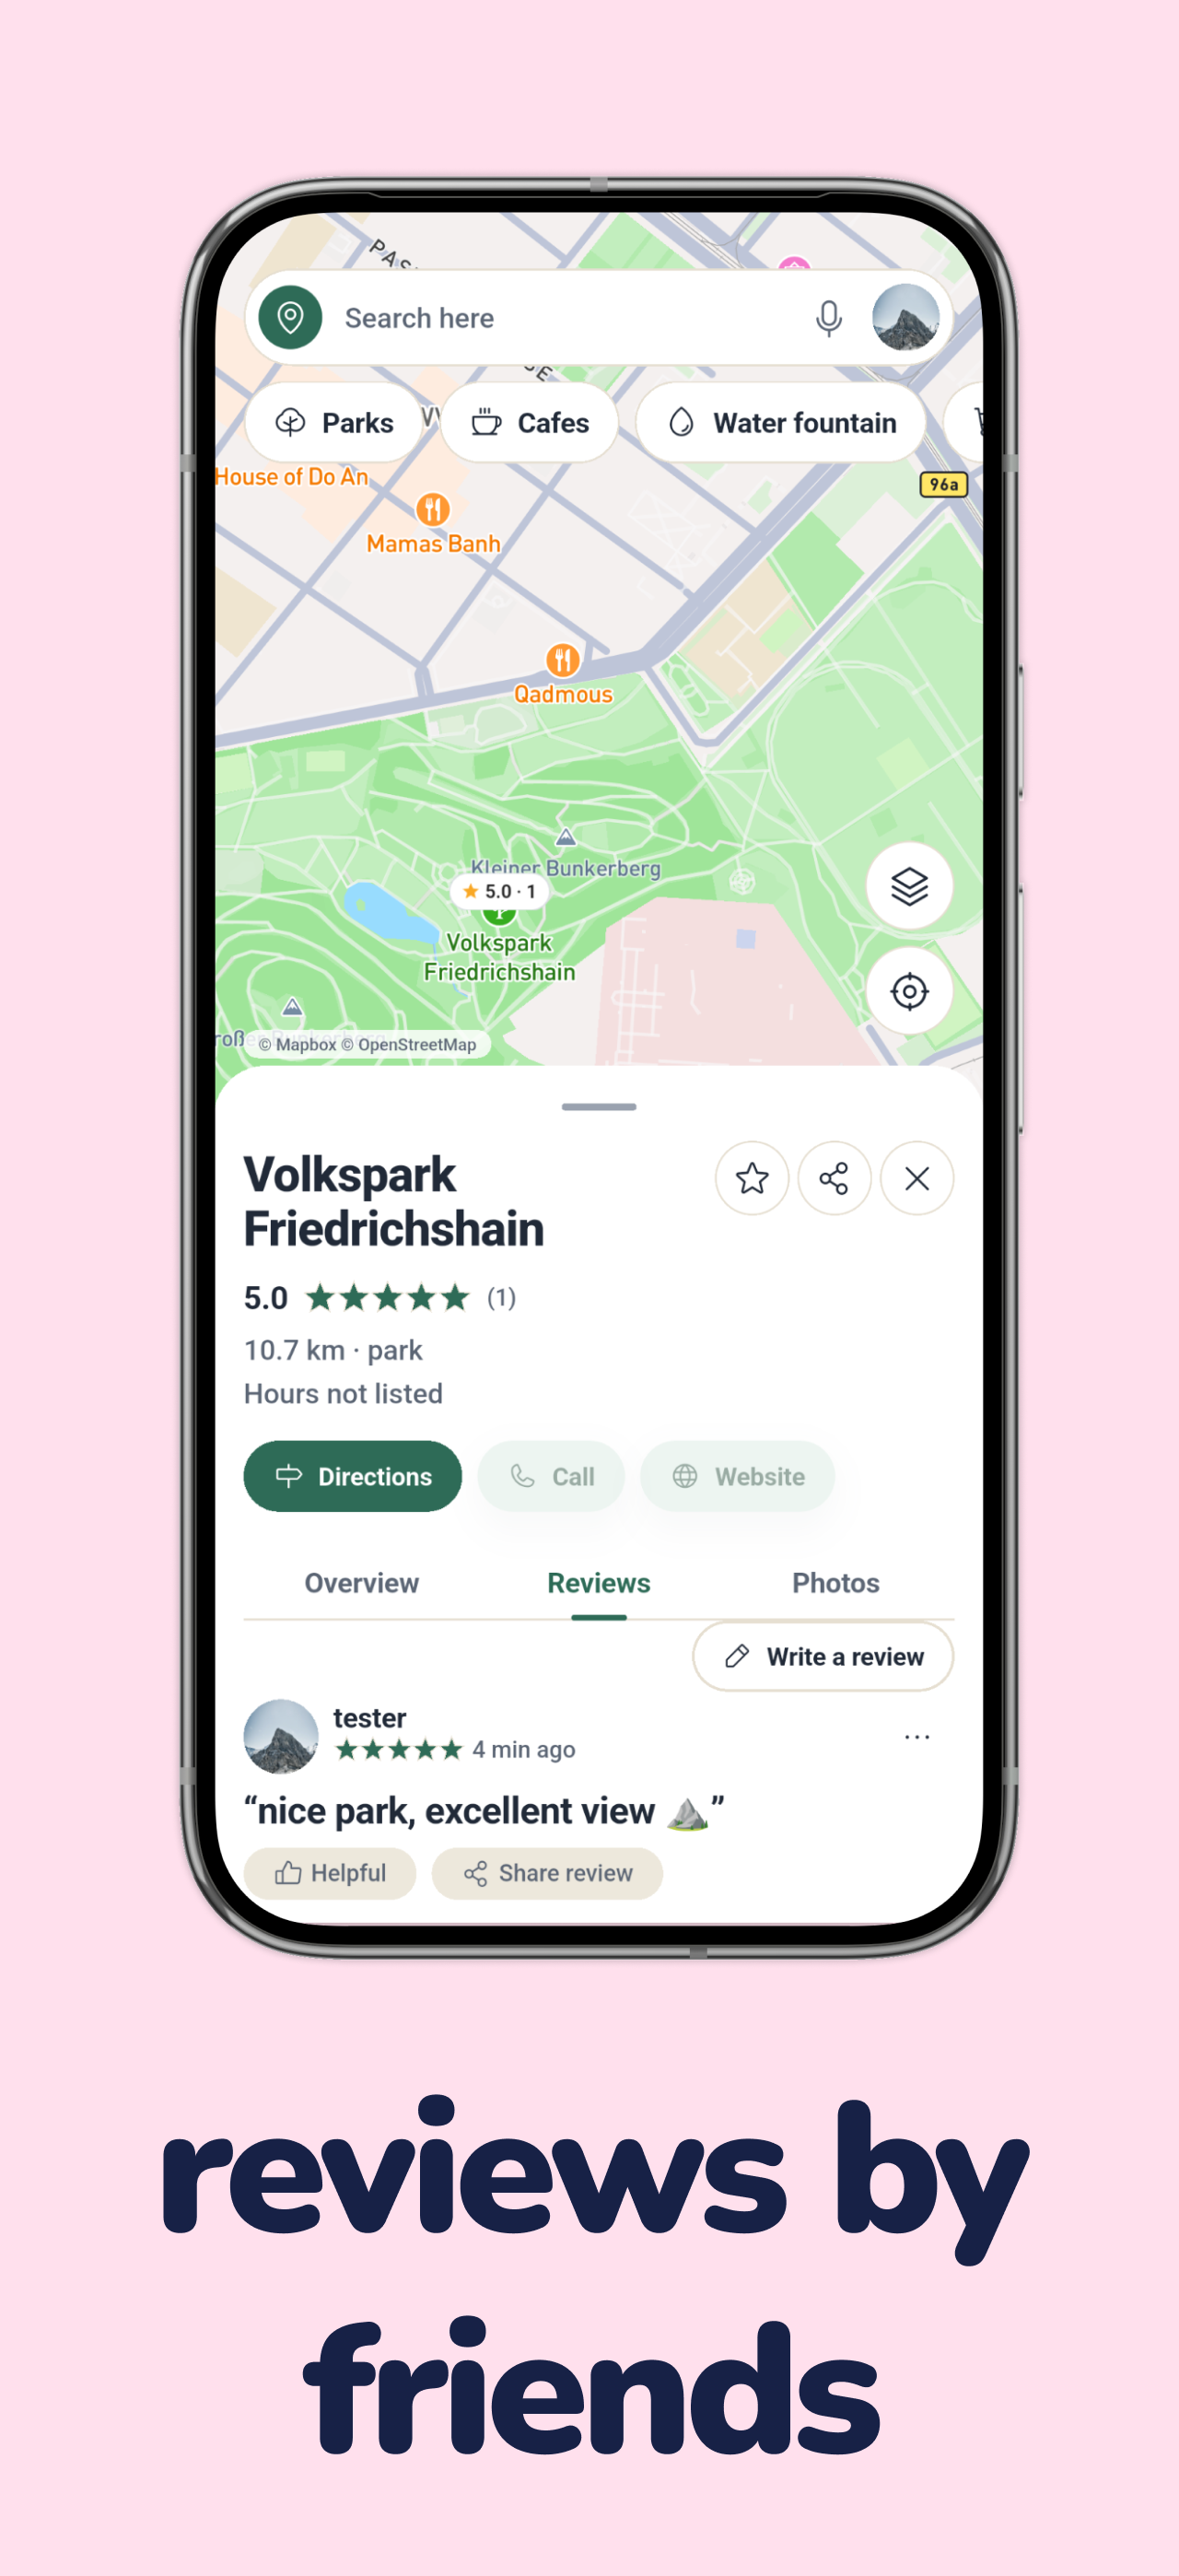 Search here
Parks
Cafes
Water fountain
House of Do An
96a
Mamas Banh
Qadmous
Kleiner Bunkerberg
5.0 · 1
Volkspark
Friedrichshain
© Mapbox © OpenStreetMap
Volkspark
Friedrichshain
5.0 ★★★★★ (1)
10.7 km · park
Hours not listed
Directions
Call
Website
Overview
Reviews
Photos
Write a review
tester
★★★★★ 4 min ago
“nice park, excellent view ⛰️”
Helpful
Share review
reviews by
friends